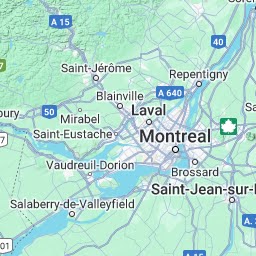 A 15
40
Saint-Jérôme
Repentigny
A 640
Blainville
bury
50
Mirabel
Laval
Saint-Eustache
Montreal
Vaudreuil-Dorion
Brossard
Saint-Jean-sur-
Salaberry-de-Valleyfield
A 35
01